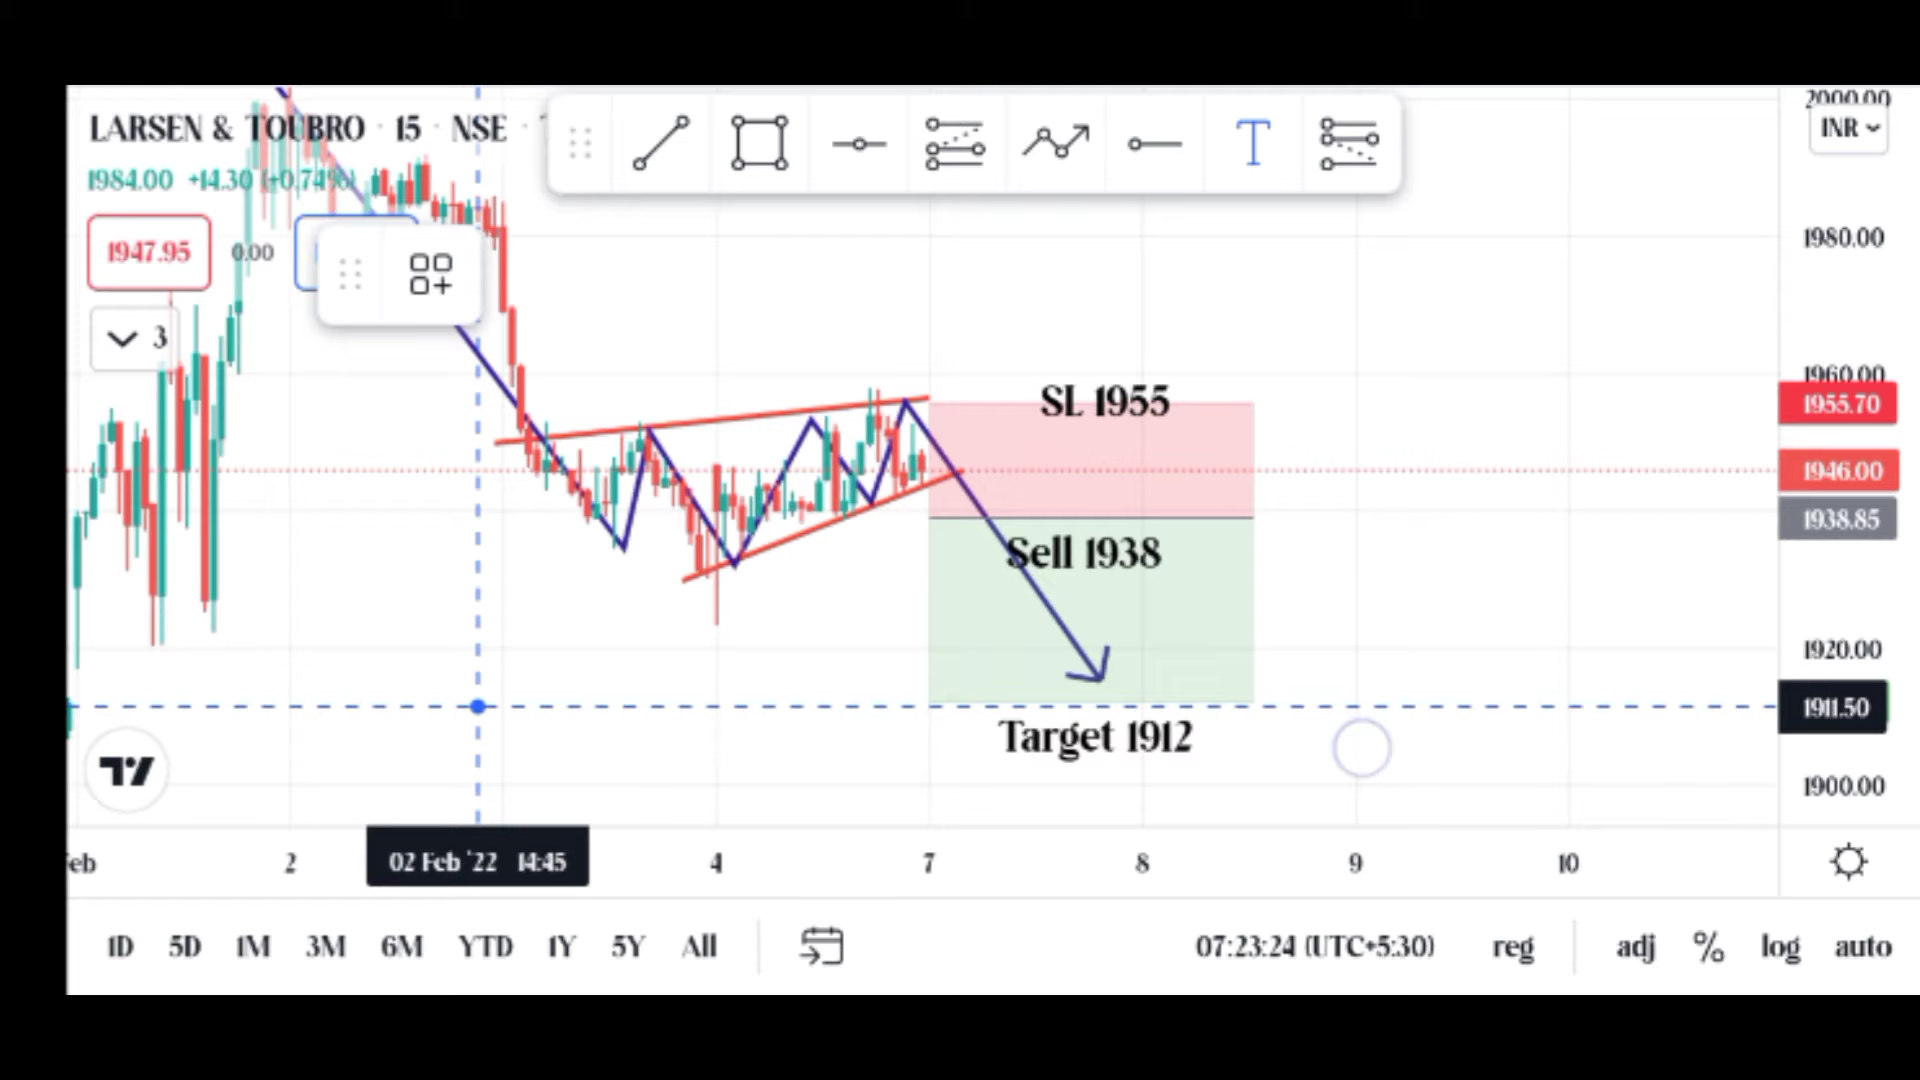 LARSEN & TOUBRO · 15 · NSE
2000.00
INR
1984.00 +14.30 (+0.74%)
1947.95
0.00
1980.00
3
1960.00
SL 1955
1955.70
1946.00
1938.85
Sell 1938
1920.00
1911.50
Target 1912
1900.00
2
02 Feb '22 14:45
4
7
8
9
10
1D 5D 1M 3M 6M YTD 1Y 5Y All
07:23:24 (UTC+5:30) reg adj % log auto